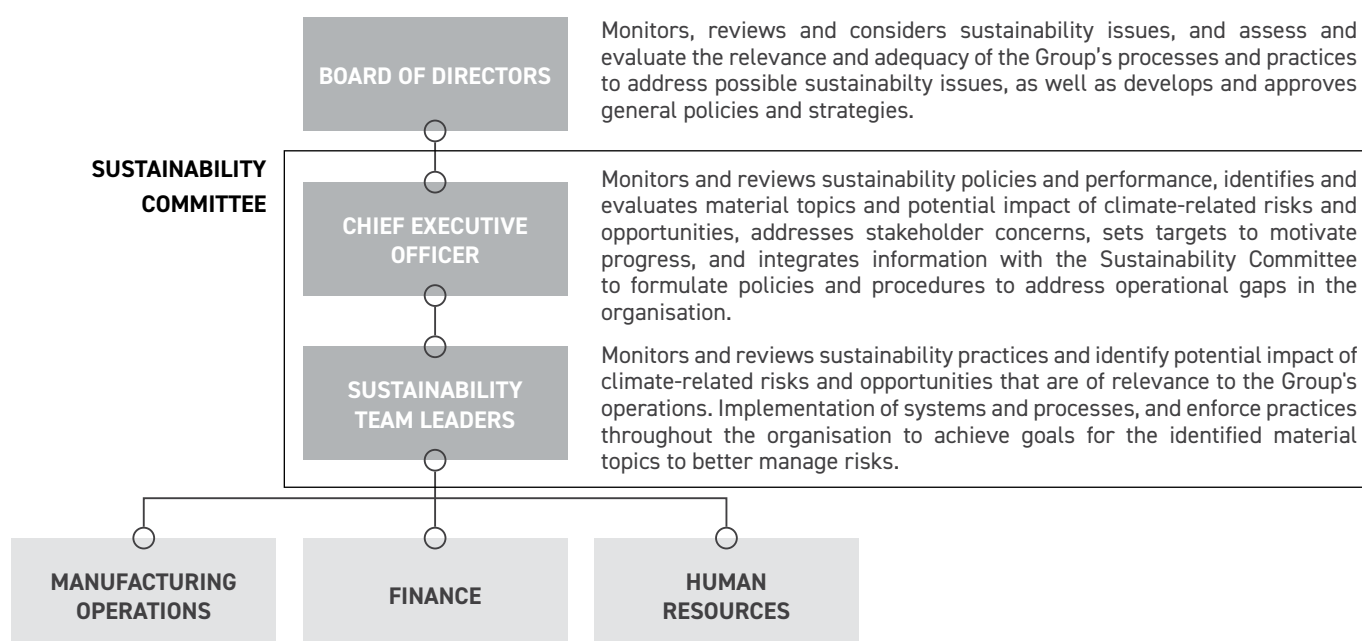 BOARD OF DIRECTORS
Monitors, reviews and considers sustainability issues, and assess and
evaluate the relevance and adequacy of the Group's processes and practices
to address possible sustainabilty issues, as well as develops and approves
general policies and strategies.
SUSTAINABILITY
COMMITTEE
CHIEF EXECUTIVE
OFFICER
Monitors and reviews sustainability policies and performance, identifies and
evaluates material topics and potential impact of climate-related risks and
opportunities, addresses stakeholder concerns, sets targets to motivate
progress, and integrates information with the Sustainability Committee
to formulate policies and procedures to address operational gaps in the
organisation.
SUSTAINABILITY
TEAM LEADERS
Monitors and reviews sustainability practices and identify potential impact of
climate-related risks and opportunities that are of relevance to the Group's
operations. Implementation of systems and processes, and enforce practices
throughout the organisation to achieve goals for the identified material
topics to better manage risks.
MANUFACTURING
OPERATIONS
FINANCE
HUMAN
RESOURCES